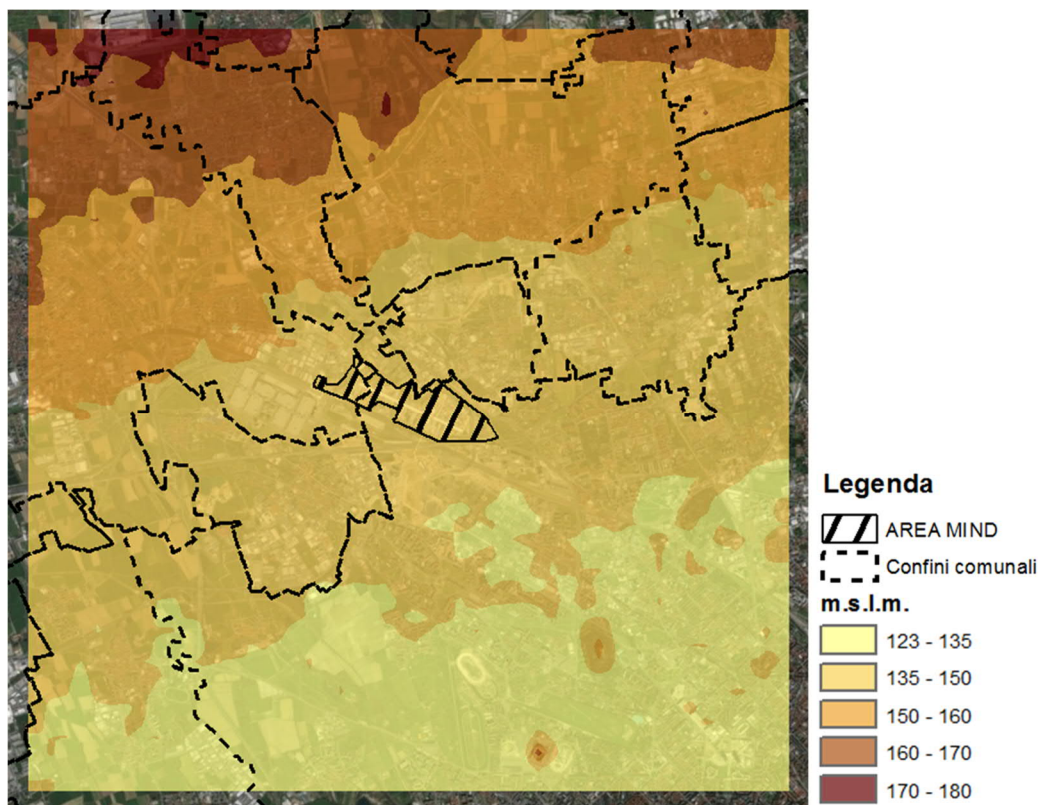 Legenda
AREA MIND
Confini comunali
m.s.l.m.
123 - 135
135 - 150
150 - 160
160 - 170
170 - 180